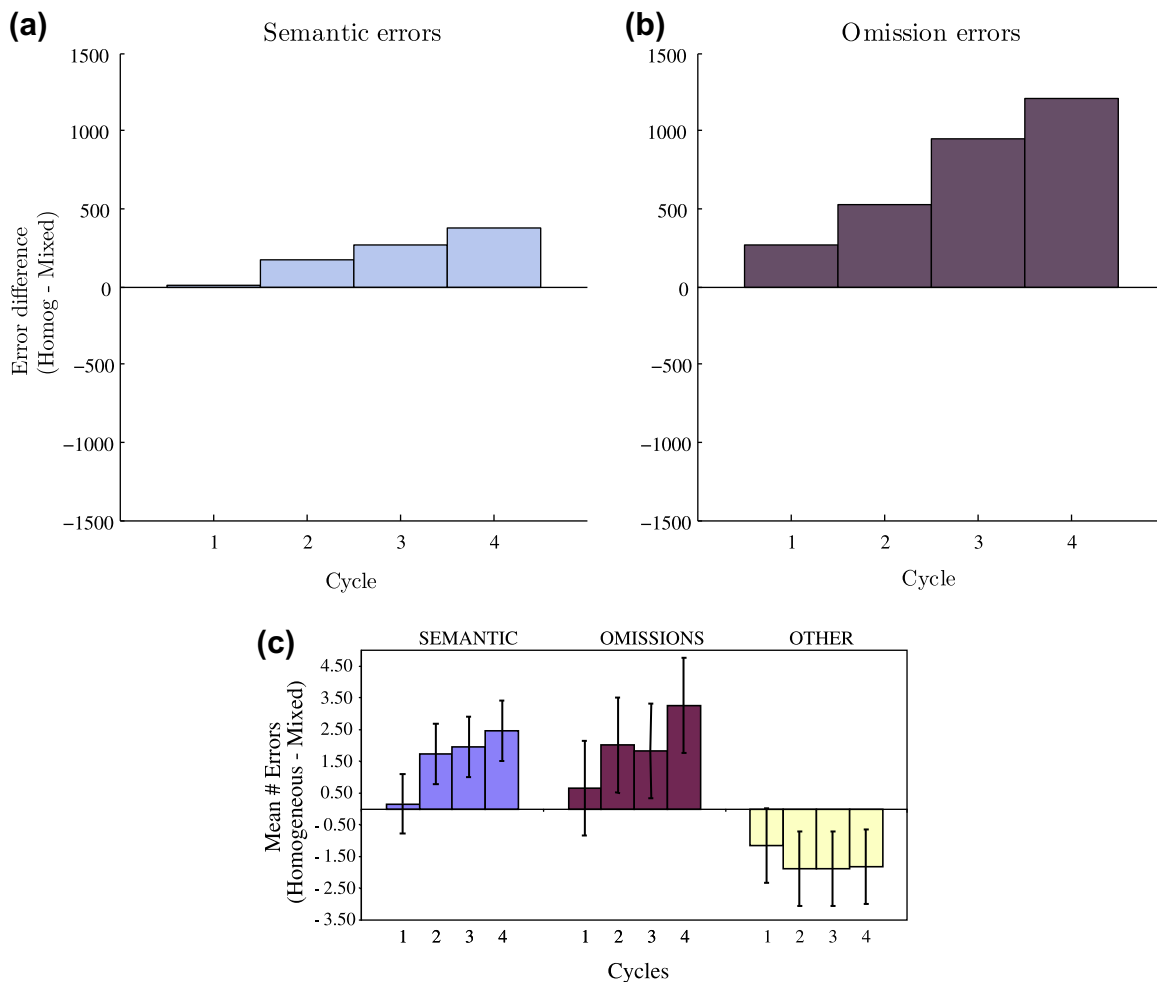 (a)
Semantic errors
1500
1000
500
0
−500
−1000
−1500
Error difference
(Homog - Mixed)
1 2 3 4
Cycle
(b)
Omission errors
1500
1000
500
0
−500
−1000
−1500
1 2 3 4
Cycle
(c)
SEMANTIC OMISSIONS OTHER
4.50
3.50
2.50
1.50
0.50
- 0.50
- 1.50
- 2.50
- 3.50
Mean # Errors
(Homogeneous - Mixed)
1 2 3 4 1 2 3 4 1 2 3 4
Cycles